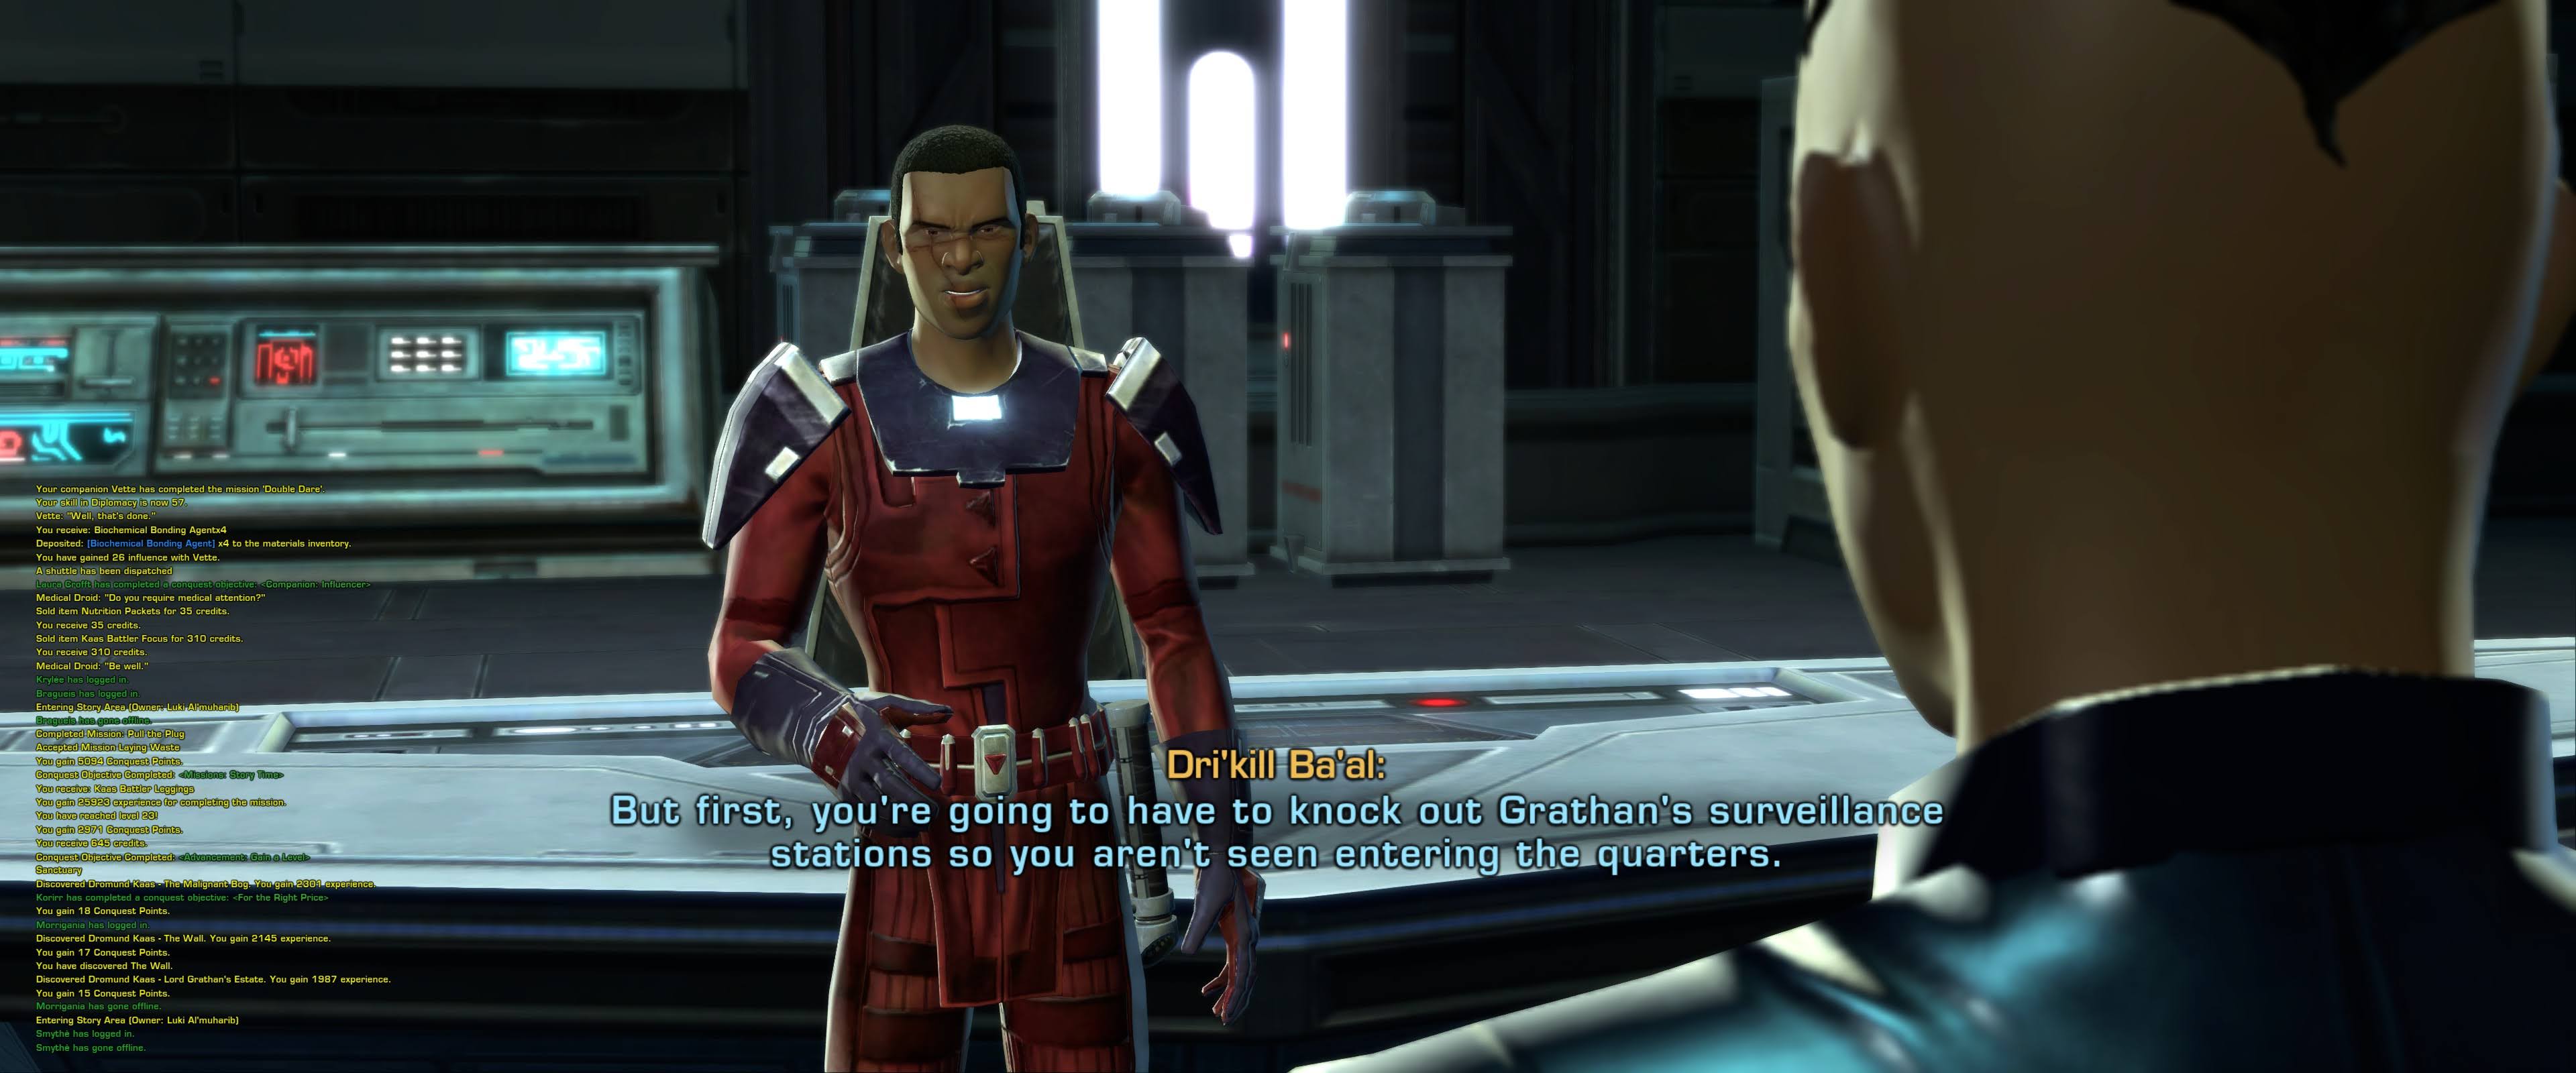 Your companion Vette has completed the mission 'Double Dare'.
Your skill in Diplomacy is now 57.
Vette: "Well, that's done."
You receive: Biochemical Bonding Agentx4
Deposited: [Biochemical Bonding Agent] x4 to the materials inventory.
You have gained 26 influence with Vette.
A shuttle has been dispatched
Laura Crofft has completed a conquest objective: <Companion: Influencer>
Medical Droid: "Do you require medical attention?"
Sold item Nutrition Packets for 35 credits.
You receive 35 credits.
Sold item Kaas Battler Focus for 310 credits.
You receive 310 credits.
Medical Droid: "Be well."
Krylée has logged in.
Bragueis has logged in.
Entering Story Area (Owner: Luki Al'muharib)
Bragueis has gone offline.
Completed Mission: Pull the Plug
Accepted Mission Laying Waste
You gain 5094 Conquest Points.
Conquest Objective Completed: <Missions: Story Time>
You receive: Kaas Battler Leggings
You gain 25923 experience for completing the mission.
You have reached level 23!
You gain 2971 Conquest Points.
You receive 645 credits.
Conquest Objective Completed: <Advancement: Gain a Level>
Sanctuary
Discovered Dromund Kaas - The Malignant Bog. You gain 2301 experience.
Korirr has completed a conquest objective: <For the Right Price>
You gain 18 Conquest Points.
Morrigania has logged in.
Discovered Dromund Kaas - The Wall. You gain 2145 experience.
You gain 17 Conquest Points.
You have discovered The Wall.
Discovered Dromund Kaas - Lord Grathan's Estate. You gain 1987 experience.
You gain 15 Conquest Points.
Morrigania has gone offline.
Entering Story Area (Owner: Luki Al'muharib)
Smythé has logged in.
Smythé has gone offline.
Dri'kill Ba'al:
But first, you're going to have to knock out Grathan's surveillance
stations so you aren't seen entering the quarters.